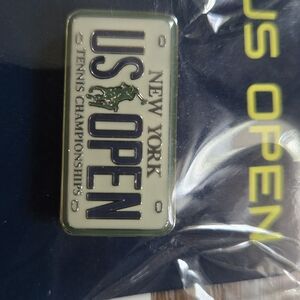 NEW YORK
US OPEN
TENNIS CHAMPIONSHIPS
US OPEN